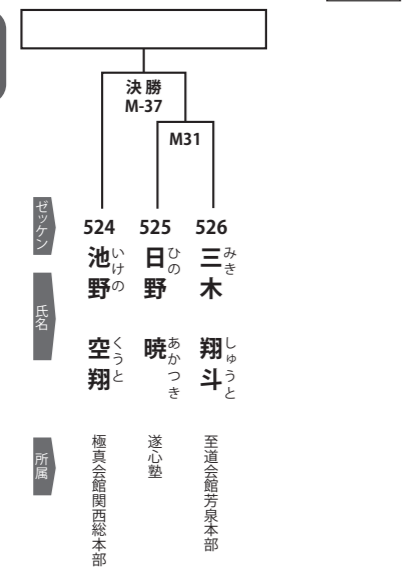 決勝
M-37
M31
ゼッケン
524
525
526
氏名
池野 空翔
いけの くうと
日野 暁
ひの あかつき
三木 翔斗
みき しゅうと
所属
極真会館関西総本部
遂心塾
至道会館芳泉本部